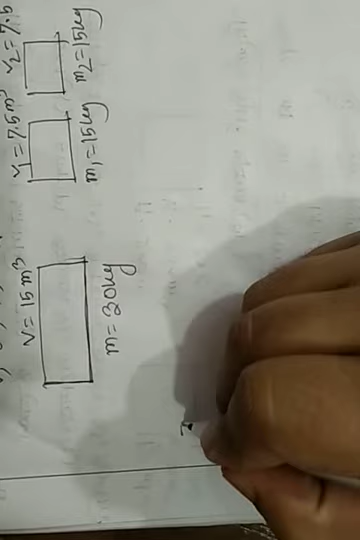 m = 30 kg
V = 15 m³
m₁ = 15 kg
V₁ = 7.5 m³
m₂ = 15 kg
V₂ = 7.5